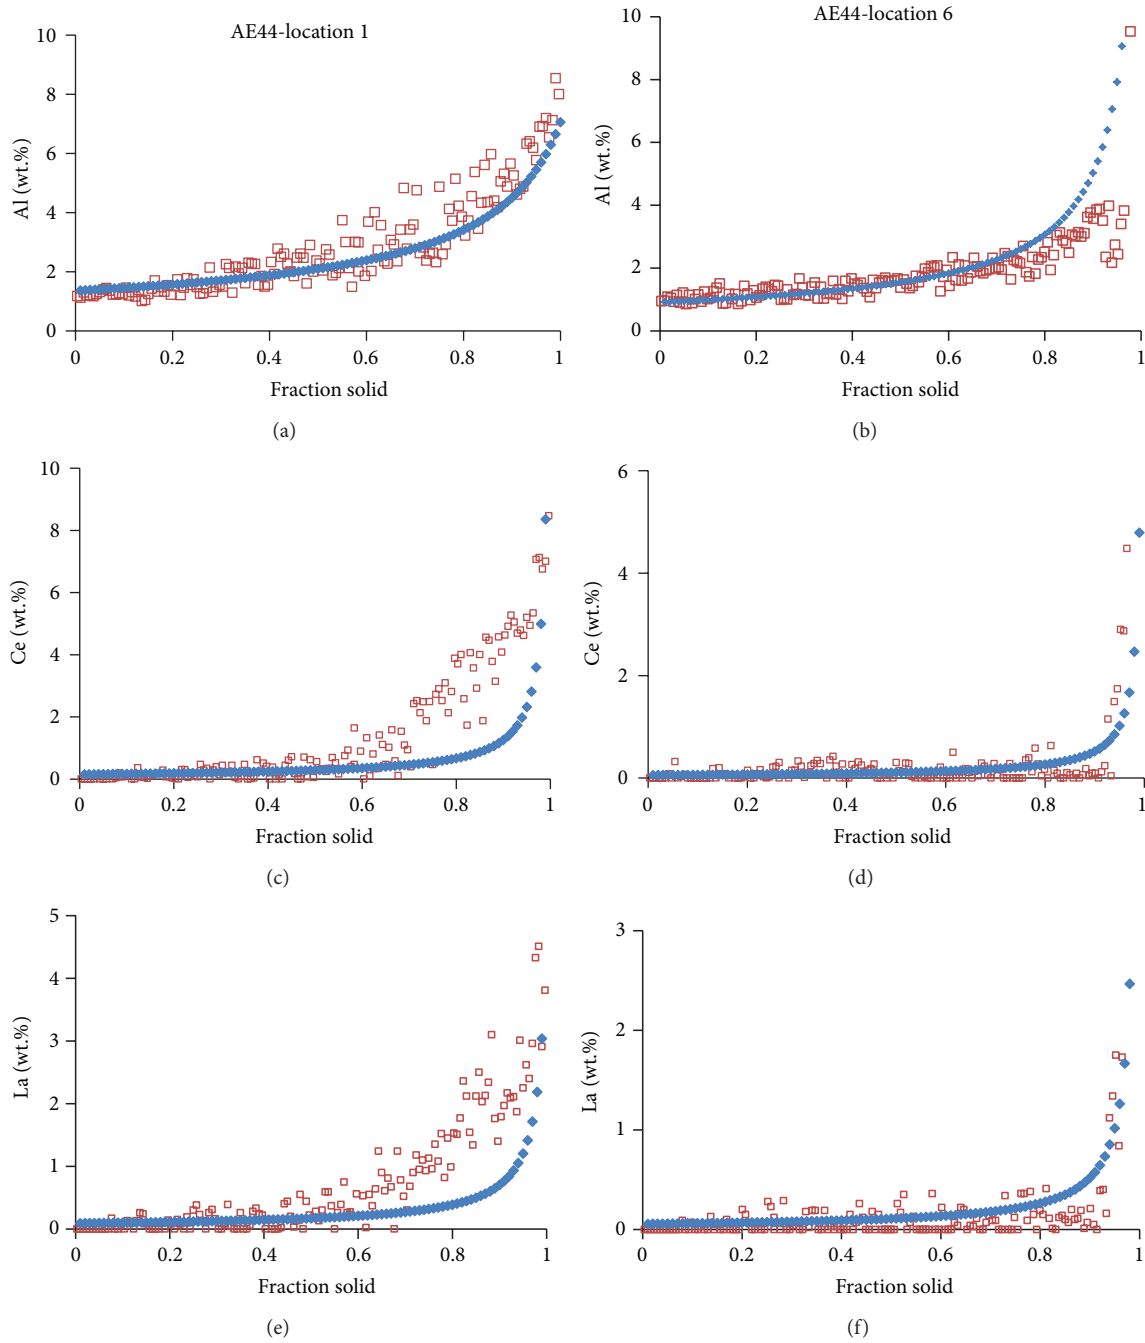 AE44-location 1
10
8
6
4
2
0
Al (wt.%)
0 0.2 0.4 0.6 0.8 1
Fraction solid
(a)
AE44-location 6
10
8
6
4
2
0
Al (wt.%)
0 0.2 0.4 0.6 0.8 1
Fraction solid
(b)
10
8
6
4
2
0
Ce (wt.%)
0 0.2 0.4 0.6 0.8 1
Fraction solid
(c)
6
4
2
0
Ce (wt.%)
0 0.2 0.4 0.6 0.8 1
Fraction solid
(d)
5
4
3
2
1
0
La (wt.%)
0 0.2 0.4 0.6 0.8 1
Fraction solid
(e)
3
2
1
0
La (wt.%)
0 0.2 0.4 0.6 0.8 1
Fraction solid
(f)